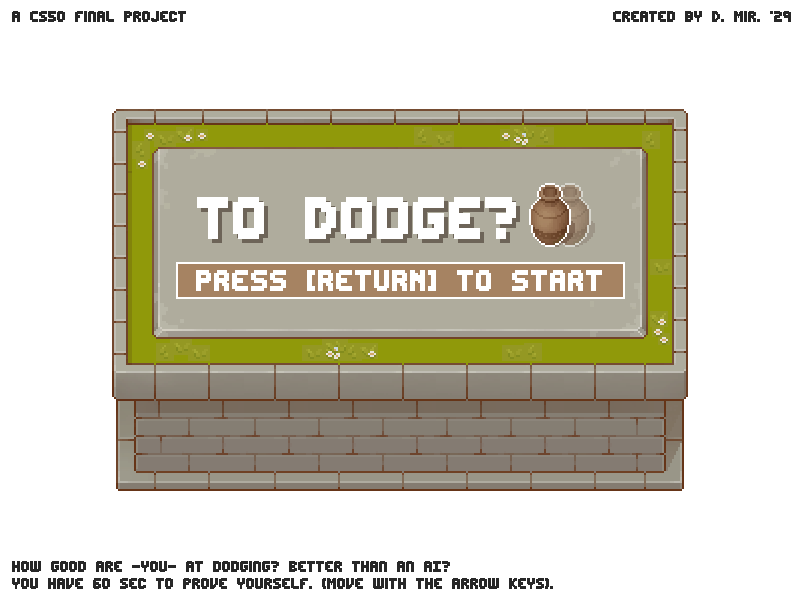 A CS50 FINAL PROJECT
CREATED BY D. MIR. '29
TO DODGE?
PRESS [RETURN] TO START
HOW GOOD ARE -YOU- AT DODGING? BETTER THAN AN AI?
YOU HAVE 60 SEC TO PROVE YOURSELF. (MOVE WITH THE ARROW KEYS).